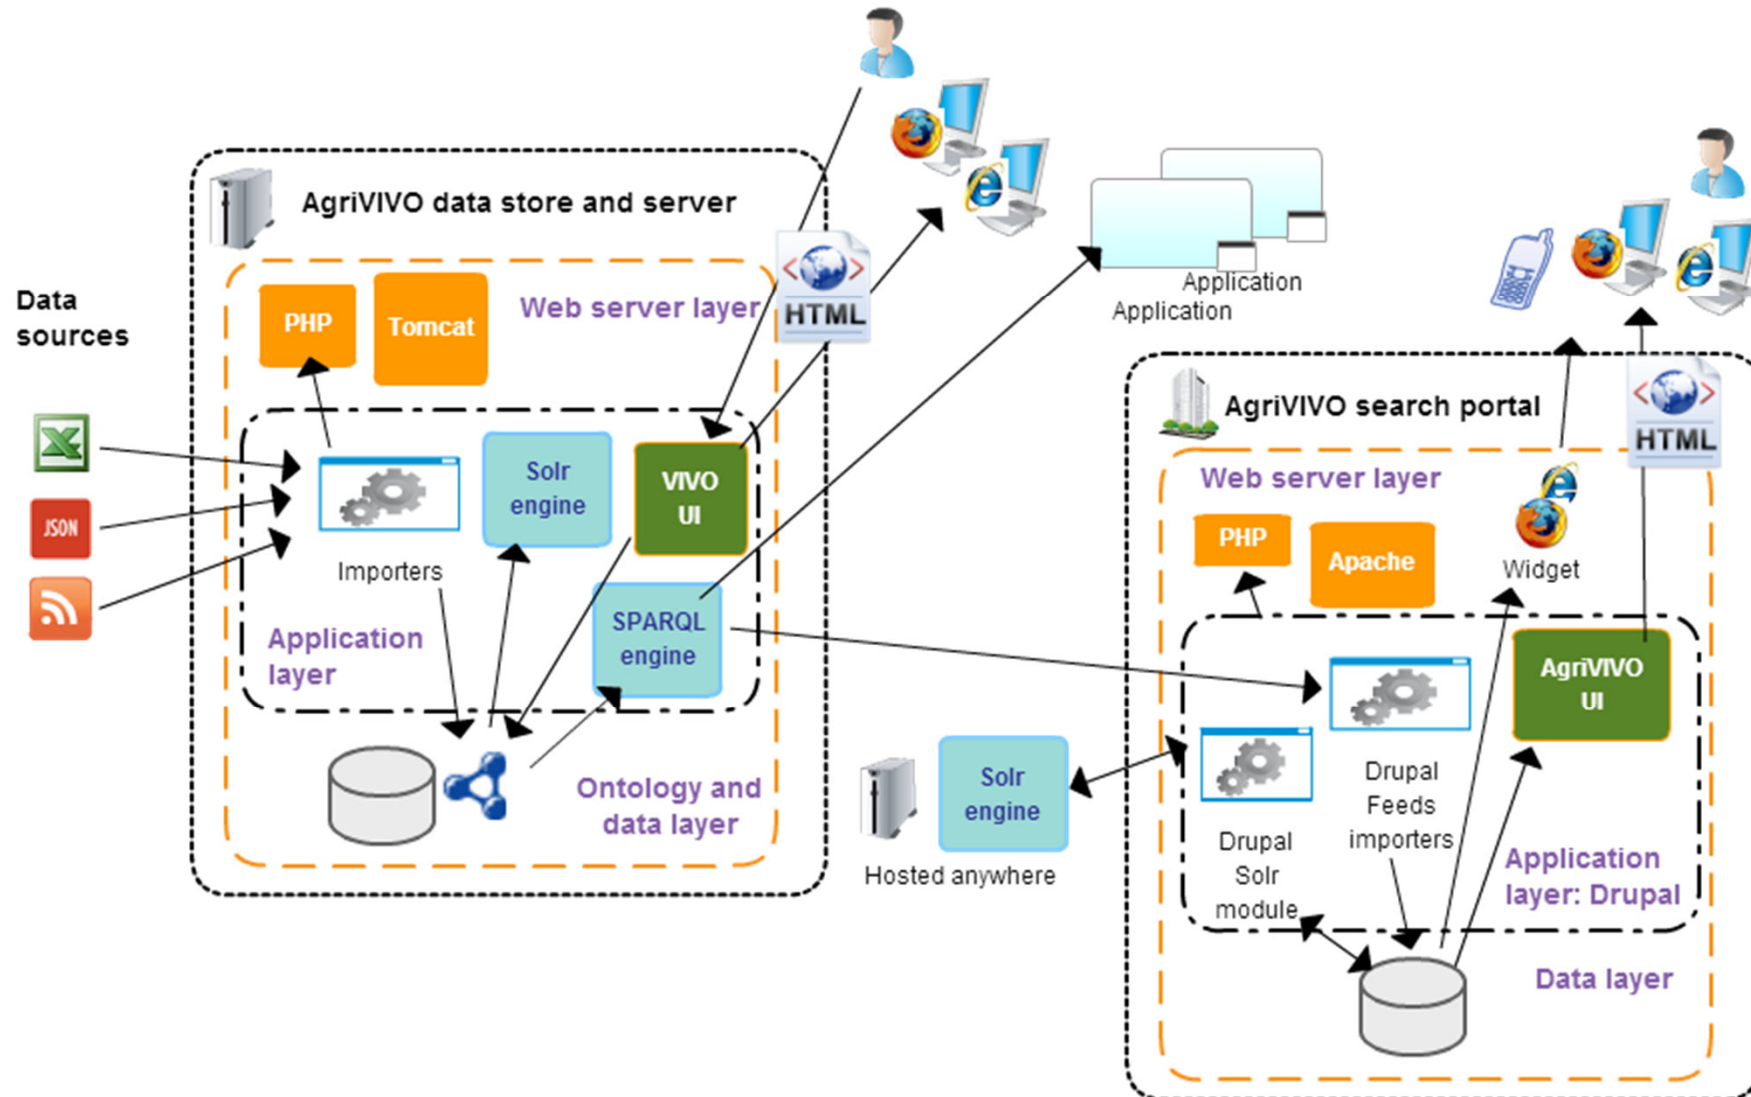 AgriVIVO data store and server
Data
sources
PHP
Tomcat
Web server layer
<>
HTML
JSON
Importers
Solr
engine
VIVO
UI
SPARQL
engine
Application
layer
Ontology and
data layer
Application
Application
AgriVIVO search portal
<>
HTML
Web server layer
PHP
Apache
Widget
AgriVIVO
UI
Drupal
Feeds
importers
Drupal
Solr
module
Application
layer: Drupal
Data layer
Solr
engine
Hosted anywhere